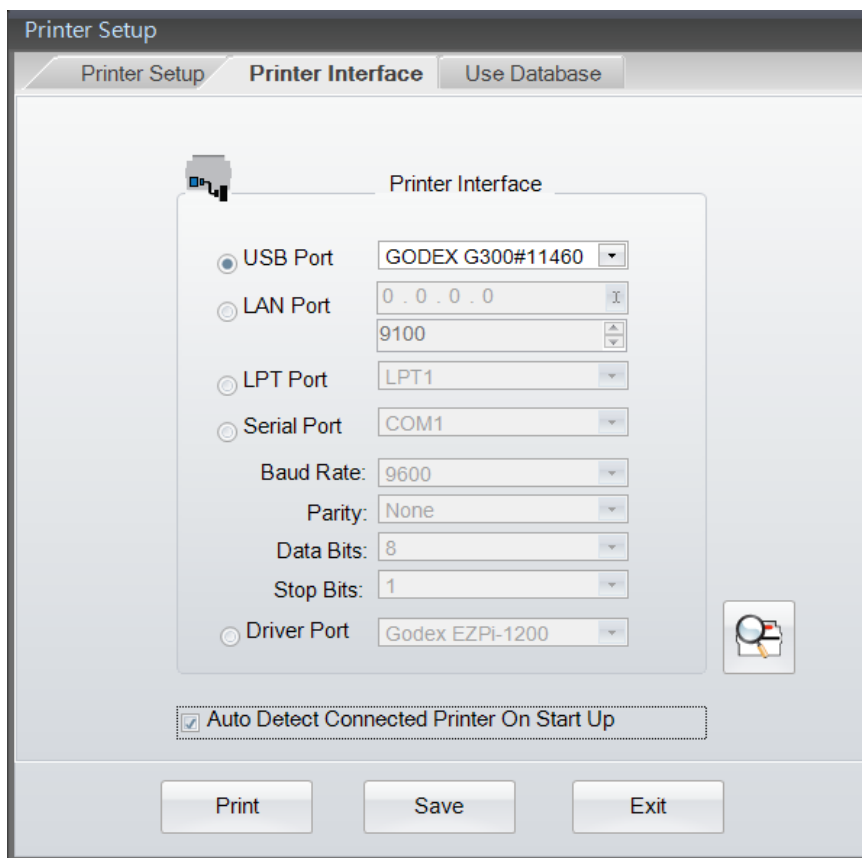 Printer Setup
Printer Setup Printer Interface Use Database
Printer Interface
USB Port GODEX G300#11460
LAN Port 0 . 0 . 0 . 0
9100
LPT Port LPT1
Serial Port COM1
Baud Rate: 9600
Parity: None
Data Bits: 8
Stop Bits: 1
Driver Port Godex EZPi-1200
Auto Detect Connected Printer On Start Up
Print Save Exit